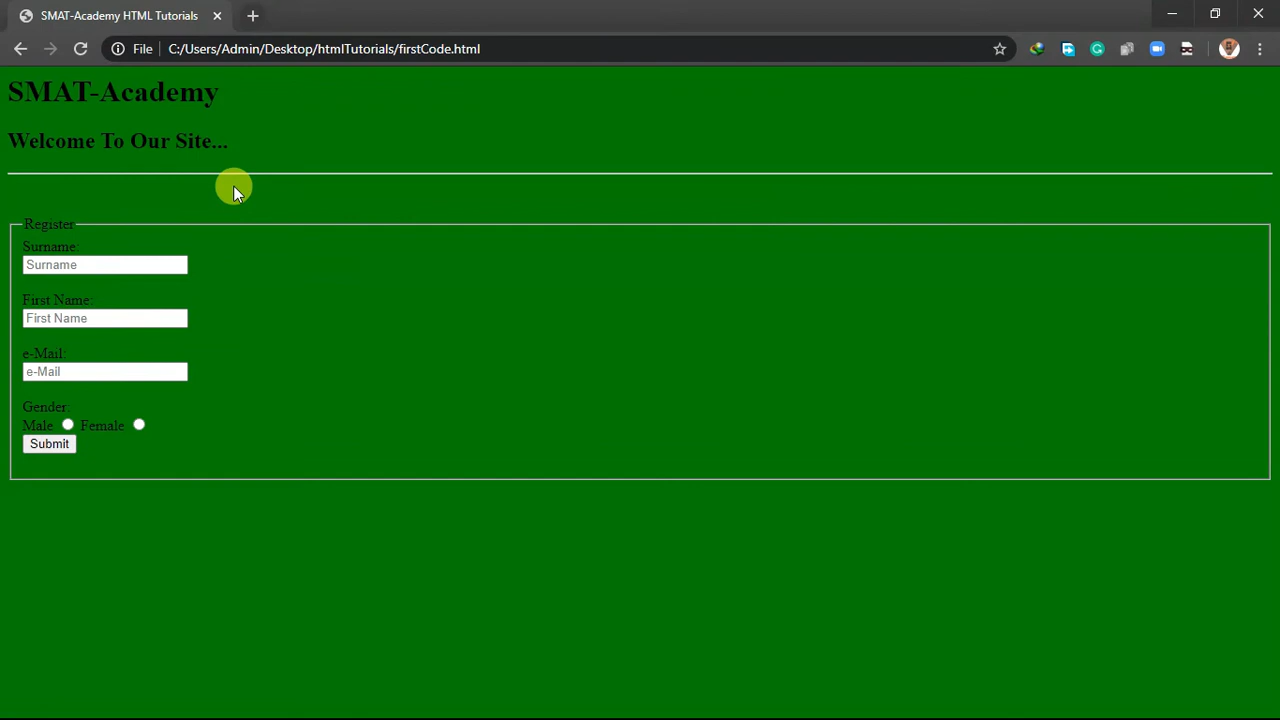 SMAT-Academy HTML Tutorials
File C:/Users/Admin/Desktop/htmlTutorials/firstCode.html
SMAT-Academy
Welcome To Our Site...
Register
Surname:
Surname
First Name:
First Name
e-Mail:
e-Mail
Gender:
Male Female
Submit